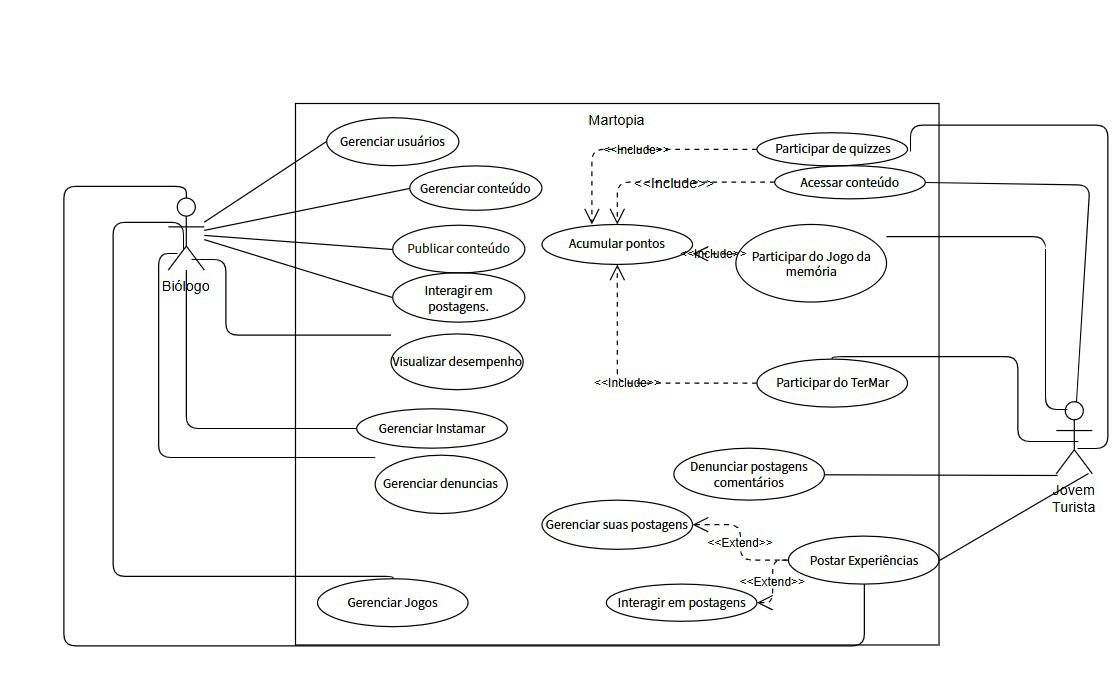 Martopia
Gerenciar usuários
<<Include>>
Participar de quizzes
Gerenciar conteúdo
<<Include>>
Acessar conteúdo
Publicar conteúdo
Acumular pontos
<<Include>>
Participar do Jogo da
memória
Biólogo
Interagir em
postagens.
Visualizar desempenho
<<Include>>
Participar do TerMar
Gerenciar Instamar
Gerenciar denuncias
Denunciar postagens
comentários
Jovem
Turista
Gerenciar suas postagens
<<Extend>>
Postar Experiências
<<Extend>>
Gerenciar Jogos
Interagir em postagens